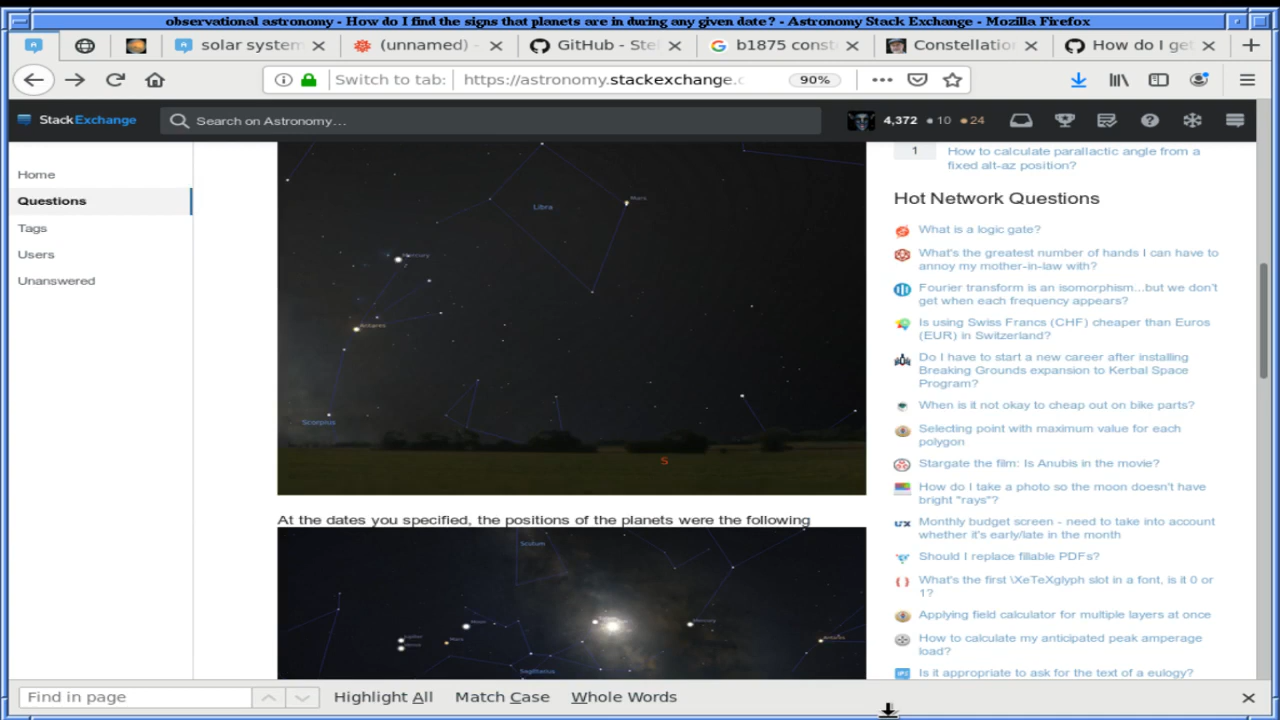 observational astronomy - How do I find the signs that planets are in during any given date? - Astronomy Stack Exchange - Mozilla Firefox
solar system
(unnamed) -
GitHub - Stel
b1875 const
Constellatio
How do I get
Switch to tab:
https://astronomy.stackexchange.c
90%
StackExchange
Search on Astronomy…
4,372
10
24
Home
Questions
Tags
Users
Unanswered
Libra
Mars
Mercury
Antares
Scorpius
S
At the dates you specified, the positions of the planets were the following
Scutum
Moon
Mercury
Jupiter
Venus
Mars
Antares
Sagittarius
1
How to calculate parallactic angle from a
fixed alt-az position?
Hot Network Questions
What is a logic gate?
What's the greatest number of hands I can have to
annoy my mother-in-law with?
Fourier transform is an isomorphism...but we don't
get when each frequency appears?
Is using Swiss Francs (CHF) cheaper than Euros
(EUR) in Switzerland?
Do I have to start a new career after installing
Breaking Grounds expansion to Kerbal Space
Program?
When is it not okay to cheap out on bike parts?
Selecting point with maximum value for each
polygon
Stargate the film: Is Anubis in the movie?
How do I take a photo so the moon doesn't have
bright "rays"?
Monthly budget screen - need to take into account
whether it's early/late in the month
Should I replace fillable PDFs?
What's the first \XeTeXglyph slot in a font, is it 0 or
1?
Applying field calculator for multiple layers at once
How to calculate my anticipated peak amperage
load?
Is it appropriate to ask for the text of a eulogy?
Find in page
Highlight All
Match Case
Whole Words